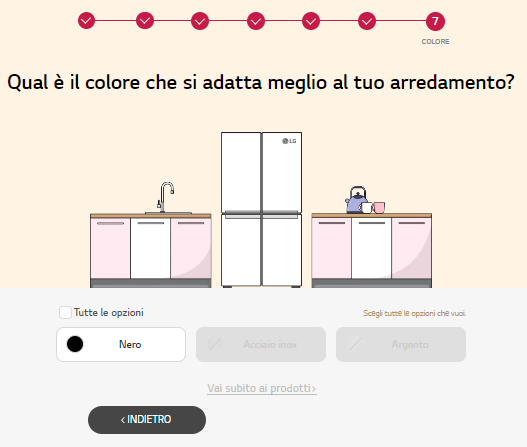 7
COLORE
Qual è il colore che si adatta meglio al tuo arredamento?
LG
Tutte le opzioni
Scegli tutte le opzioni che vuoi.
Nero
Acciaio inox
Argento
Vai subito ai prodotti>
< INDIETRO